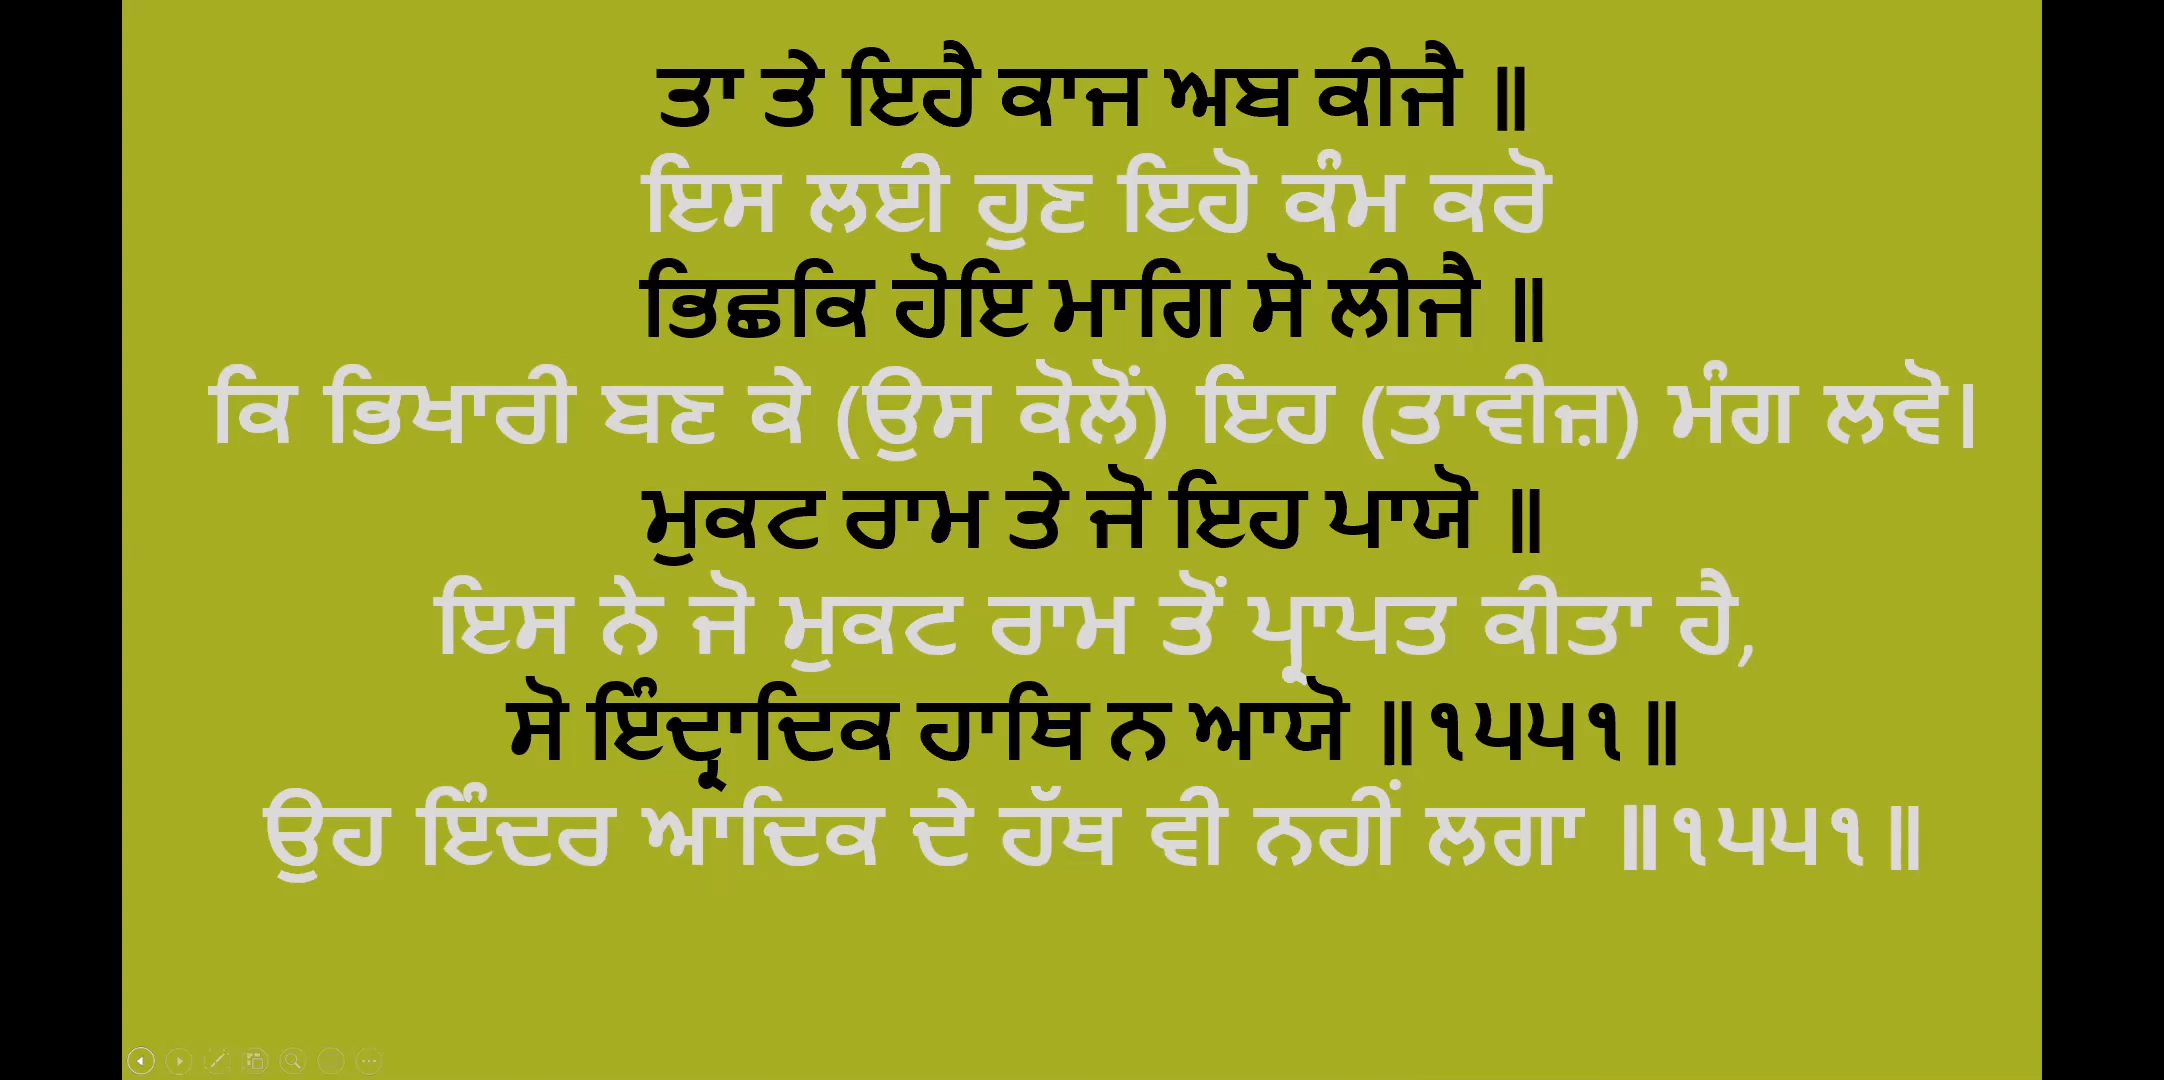 ਤਾ ਤੇ ਇਹੈ ਕਾਜ ਅਬ ਕੀਜੈ ॥
ਇਸ ਲਈ ਹੁਣ ਇਹੋ ਕੰਮ ਕਰੋ
ਭਿਛਕਿ ਹੋਇ ਮਾਗਿ ਸੋ ਲੀਜੈ ॥
ਕਿ ਭਿਖਾਰੀ ਬਣ ਕੇ (ਉਸ ਕੋਲੋਂ) ਇਹ (ਤਾਵੀਜ਼) ਮੰਗ ਲਵੋ।
ਮੁਕਟ ਰਾਮ ਤੇ ਜੋ ਇਹ ਪਾਯੋ ॥
ਇਸ ਨੇ ਜੋ ਮੁਕਟ ਰਾਮ ਤੋਂ ਪ੍ਰਾਪਤ ਕੀਤਾ ਹੈ,
ਸੋ ਇੰਦ੍ਰਾਦਿਕ ਹਾਥਿ ਨ ਆਯੋ ॥੧੫੫੧॥
ਉਹ ਇੰਦਰ ਆਦਿਕ ਦੇ ਹੱਥ ਵੀ ਨਹੀਂ ਲਗਾ ॥੧੫੫੧॥